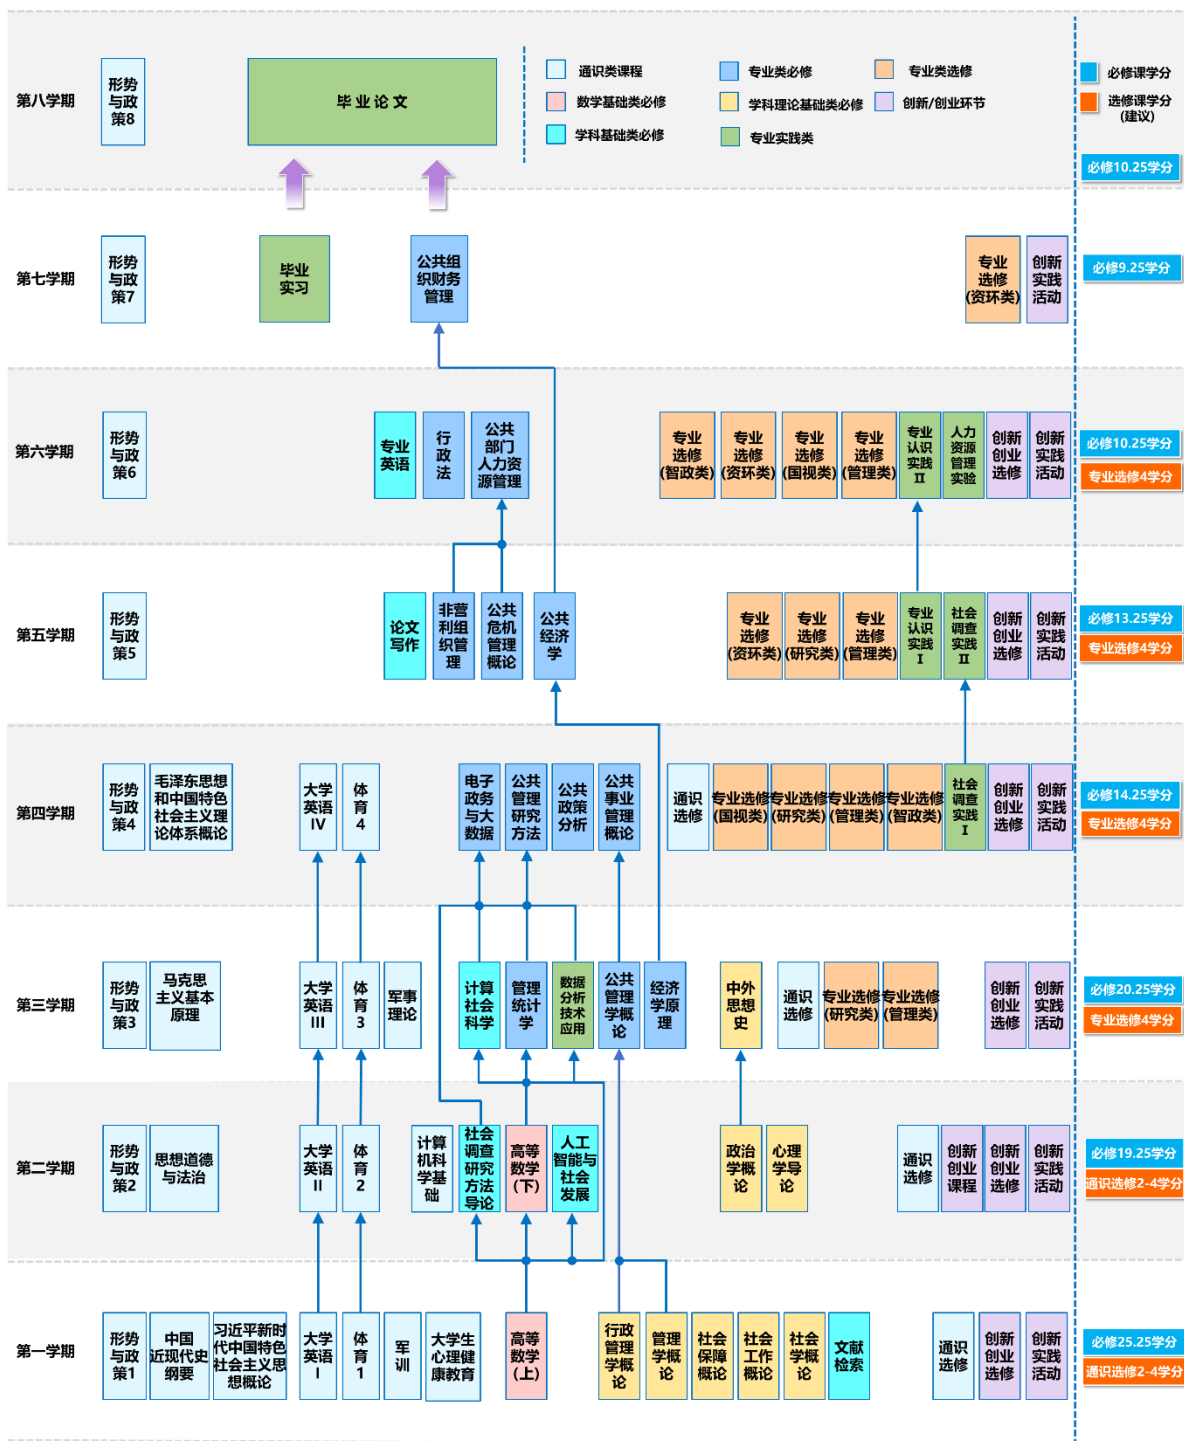 第八学期
形势
与政
策8
毕业论文
通识类课程
专业类必修
专业类选修
数学基础类必修
学科理论基础类必修
创新/创业环节
学科基础类必修
专业实践类
必修课学分
选修课学分
(建议)
必修10.25学分
第七学期
形势
与政
策7
毕业
实习
公共组
织财务
管理
专业
选修
(资环类)
创新
实践
活动
必修9.25学分
第六学期
形势
与政
策6
专业
英语
行
政
法
公共
部门
人力资
源管理
专业
选修
(智政类)
专业
选修
(资环类)
专业
选修
(国视类)
专业
选修
(管理类)
专业
认识
实践
II
人力
资源
管理
实验
创新
创业
选修
创新
实践
活动
必修10.25学分
专业选修4学分
第五学期
形势
与政
策5
论文
写作
非营
利组
织管
理
公共
危机
管理
概论
公共
经济
学
专业
选修
(资环类)
专业
选修
(研究类)
专业
选修
(管理类)
专业
认识
实践
I
社会
调查
实践
II
创新
创业
选修
创新
实践
活动
必修13.25学分
专业选修4学分
第四学期
形势
与政
策4
毛泽东思想
和中国特色
社会主义理
论体系概论
大学
英语
IV
体
育
4
电子
政务
与大
数据
公共
管理
研究
方法
公共
政策
分析
公共
事业
管理
概论
通识
选修
专业选修
(国视类)
专业选修
(研究类)
专业选修
(管理类)
专业选修
(智政类)
社会
调查
实践
I
创新
创业
选修
创新
实践
活动
必修14.25学分
专业选修4学分
第三学期
形势
与政
策3
马克思
主义基本
原理
大学
英语
III
体
育
3
军事
理论
计算
社会
科学
管理
统计
学
数据
分析
技术
应用
公共
管理
学概
论
经济
学原
理
中外
思想
史
通识
选修
专业选修
(研究类)
专业选修
(管理类)
创新
创业
选修
创新
实践
活动
必修20.25学分
专业选修4学分
第二学期
形势
与政
策2
思想道德
与法治
大学
英语
II
体
育
2
计算
机科
学基
础
社会
调查
研究
方法
导论
高等
数学
(下)
人工
智能与
社会
发展
政治
学概
论
心理
学导
论
通识
选修
创新
创业
课程
创新
创业
选修
创新
实践
活动
必修19.25学分
通识选修2-4学分
第一学期
形势
与政
策1
中国
近现代史
纲要
习近平新时
代中国特色
社会主义思
想概论
大学
英语
I
体
育
1
军
训
大学生
心理健
康教育
高等
数学
(上)
行政
管理
学概
论
管理
学概
论
社会
保障
概论
社会
工作
概论
社会
学概
论
文献
检索
通识
选修
创新
创业
选修
创新
实践
活动
必修25.25学分
通识选修2-4学分